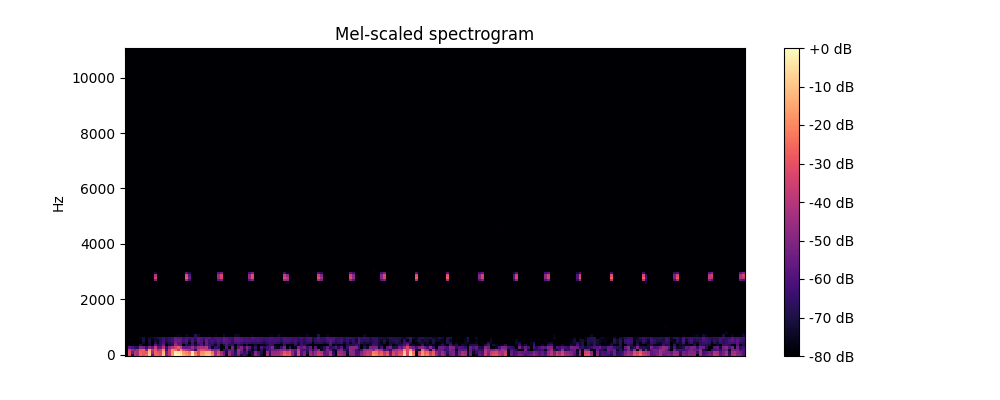 Mel-scaled spectrogram
Hz
10000
8000
6000
4000
2000
0
+0 dB
-10 dB
-20 dB
-30 dB
-40 dB
-50 dB
-60 dB
-70 dB
-80 dB